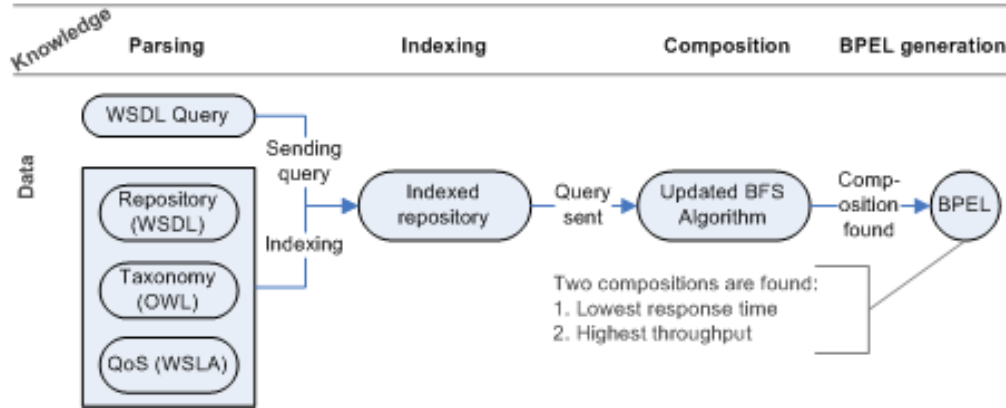 Knowledge
Parsing
Indexing
Composition
BPEL generation
Data
WSDL Query
Sending
query
Repository
(WSDL)
Indexing
Taxonomy
(OWL)
QoS (WSLA)
Indexed
repository
Query
sent
Updated BFS
Algorithm
Comp-
osition
found
BPEL
Two compositions are found:
1. Lowest response time
2. Highest throughput